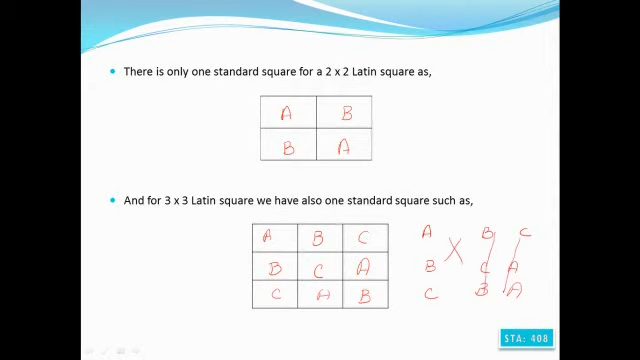 There is only one standard square for a 2 x 2 Latin square as,
A B
B A
And for 3 x 3 Latin square we have also one standard square such as,
A B C A B C
B C A B C A
C A B C B A
STA: 408